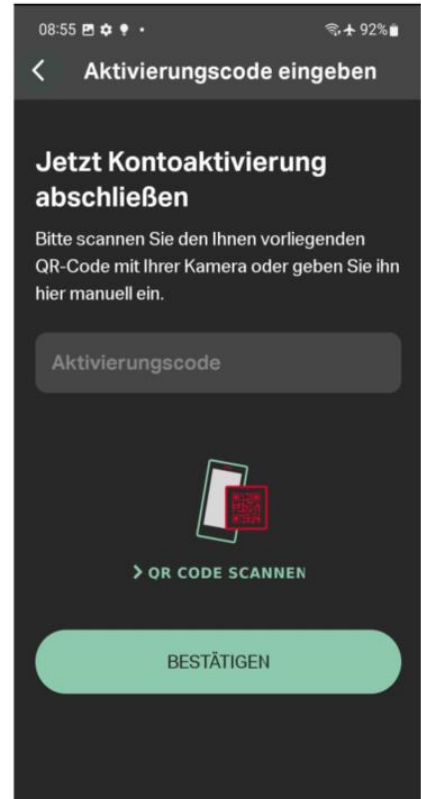 08:55
92%
Aktivierungscode eingeben
Jetzt Kontoaktivierung
abschließen
Bitte scannen Sie den Ihnen vorliegenden
QR-Code mit Ihrer Kamera oder geben Sie ihn
hier manuell ein.
Aktivierungscode
QR CODE SCANNEN
BESTÄTIGEN